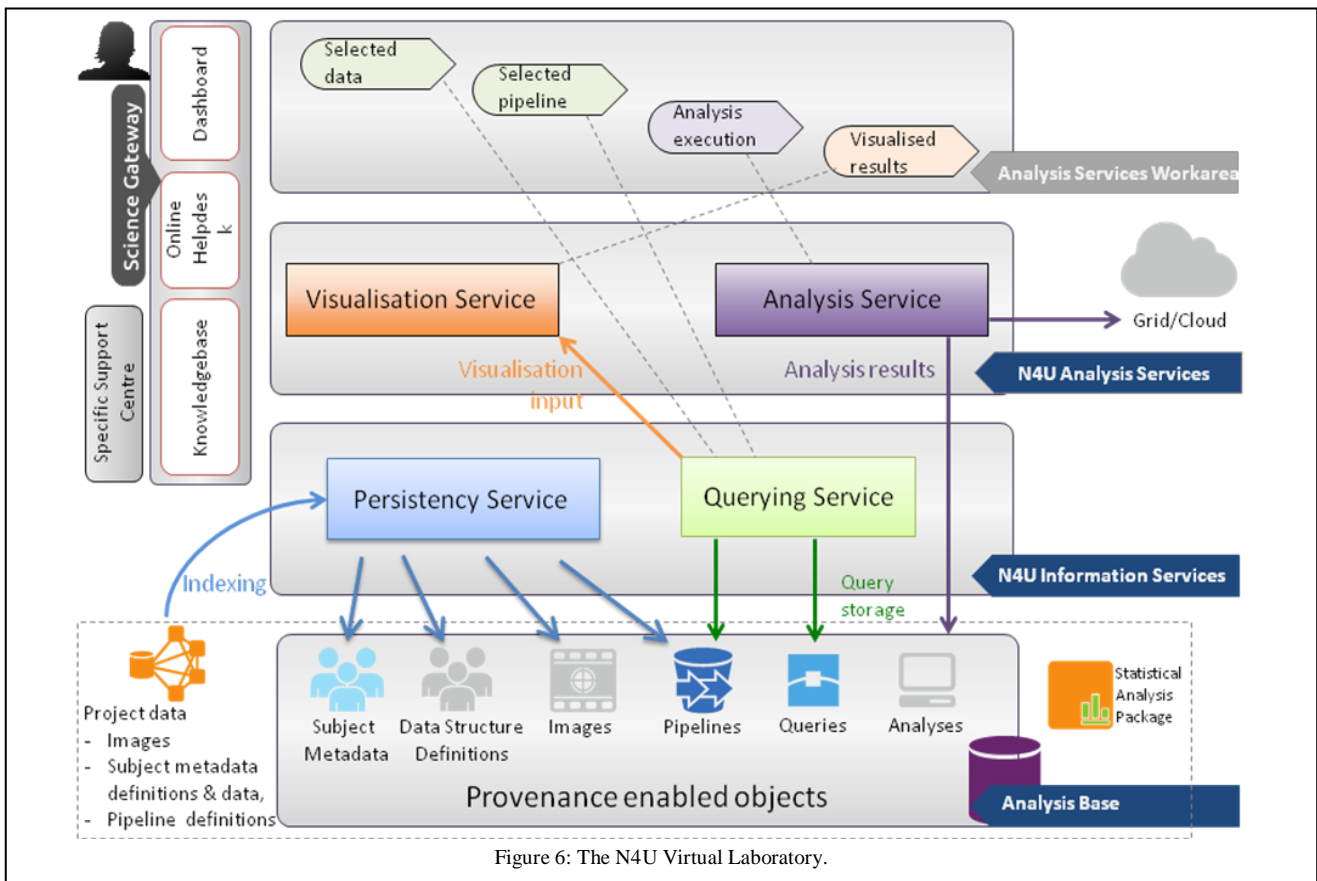 Selected
data
Selected
pipeline
Analysis
execution
Visualised
results
Analysis Services Workarea
Science Gateway
Dashboard
Online
Helpdes
k
Knowledgebase
Specific Support
Centre
Visualisation Service
Analysis Service
Grid/Cloud
Visualisation
input
Analysis results
N4U Analysis Services
Persistency Service
Querying Service
Indexing
Query
storage
N4U Information Services
Project data
- Images
- Subject metadata
definitions & data,
- Pipeline definitions
Subject
Metadata
Data Structure
Definitions
Images
Pipelines
Queries
Analyses
Statistical
Analysis
Package
Provenance enabled objects
Analysis Base
Figure 6: The N4U Virtual Laboratory.